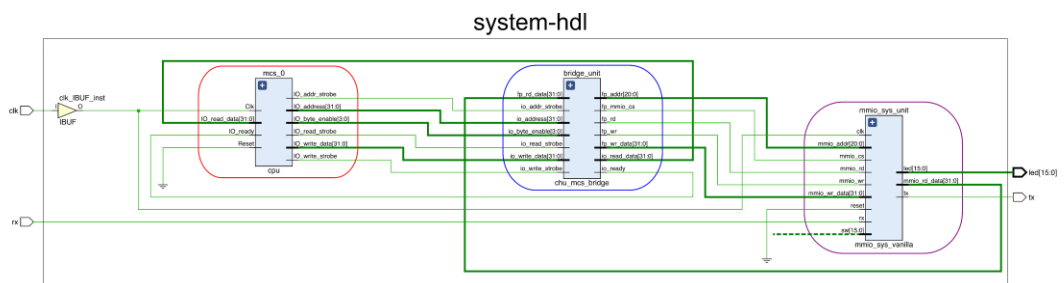 system-hdl
clk
clk_IBUF_inst
I
O
IBUF
mcs_0
Clk
IO_read_data[31:0]
IO_ready
Reset
IO_addr_strobe
IO_address[31:0]
IO_byte_enable[3:0]
IO_read_strobe
IO_write_data[31:0]
IO_write_strobe
cpu
bridge_unit
fp_rd_data[31:0]
io_addr_strobe
io_address[31:0]
io_byte_enable[3:0]
io_read_strobe
io_write_data[31:0]
io_write_strobe
fp_addr[20:0]
fp_mmio_cs
fp_rd
fp_wr
fp_wr_data[31:0]
io_read_data[31:0]
io_ready
chu_mcs_bridge
mmio_sys_unit
clk
mmio_addr[20:0]
mmio_cs
mmio_rd
mmio_wr
mmio_wr_data[31:0]
reset
rx
sw[15:0]
led[15:0]
mmio_rd_data[31:0]
tx
mmio_sys_vanilla
led[15:0]
tx
rx